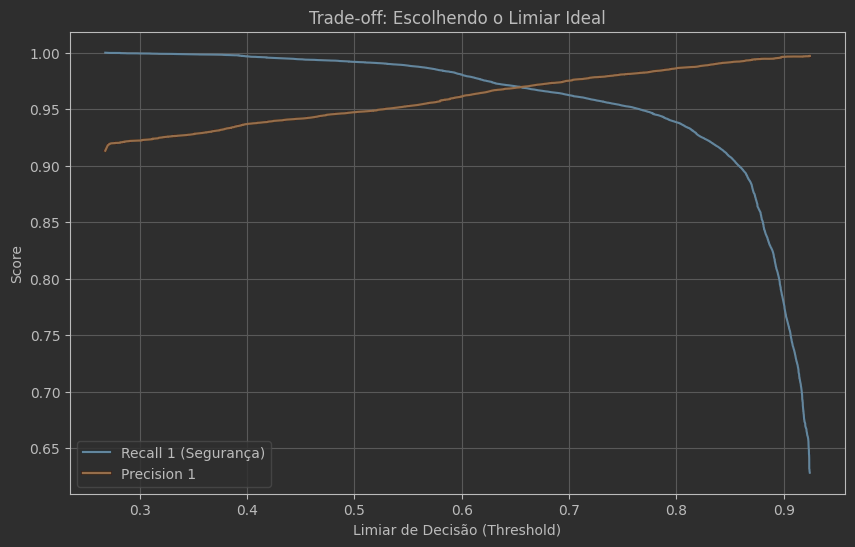 Trade-off: Escolhendo o Limiar Ideal
Score
1.00
0.95
0.90
0.85
0.80
0.75
0.70
0.65
Recall 1 (Segurança)
Precision 1
0.3 0.4 0.5 0.6 0.7 0.8 0.9
Limiar de Decisão (Threshold)